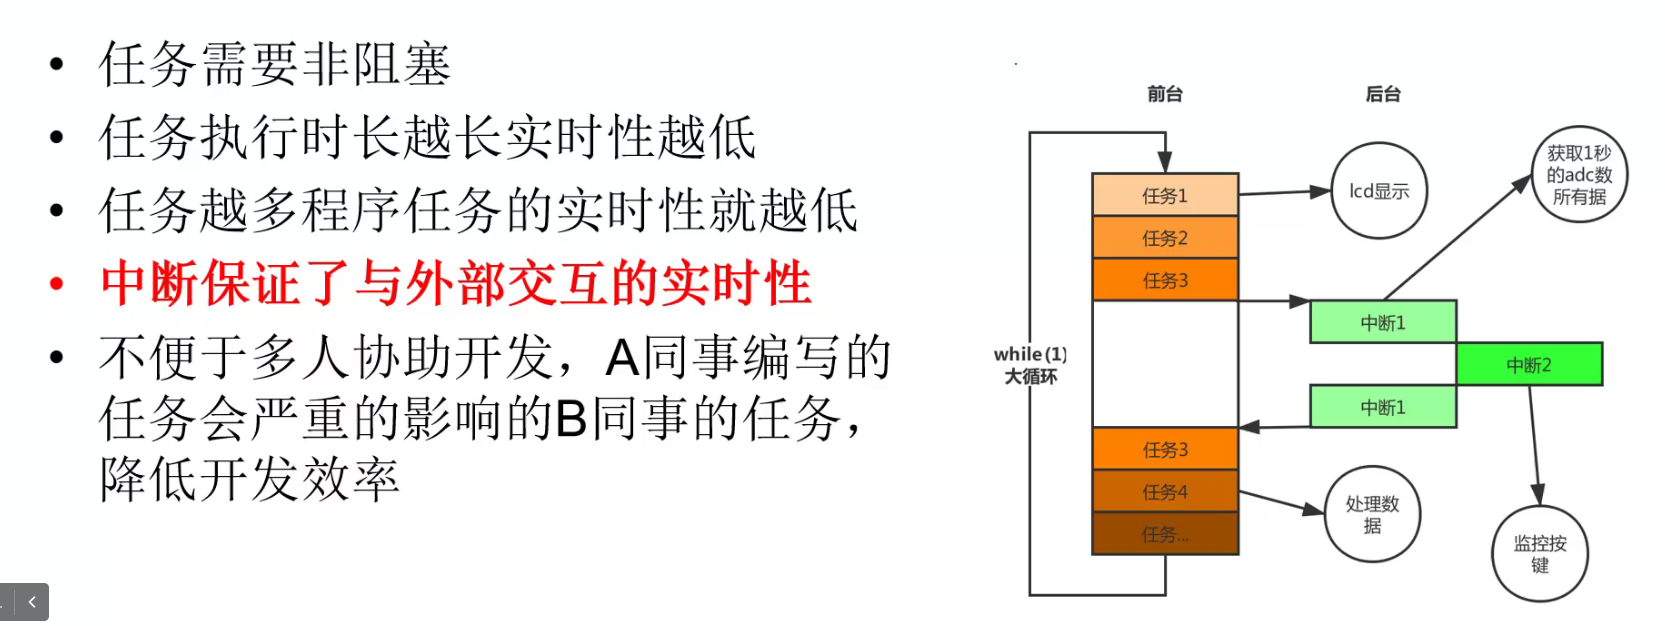 • 任务需要非阻塞
• 任务执行时长越长实时性越低
• 任务越多程序任务的实时性就越低
• 中断保证了与外部交互的实时性
• 不便于多人协助开发，A同事编写的
任务会严重的影响的B同事的任务，
降低开发效率
前台
后台
任务1
任务2
任务3
lcd显示
获取1秒
的adc数
所有据
中断1
中断2
中断1
while(1)
大循环
任务3
任务4
任务...
处理数
据
监控按
键